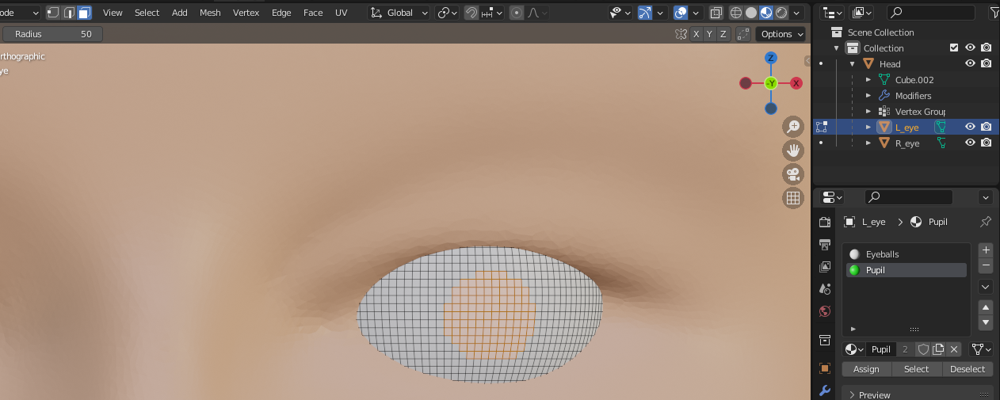 ode View Select Add Mesh Vertex Edge Face UV Global
Radius 50 X Y Z Options
rthographic
ye
Z
-Y X
Scene Collection
Collection
Head
Cube.002
Modifiers
Vertex Group
L_eye
R_eye
L_eye > Pupil
Eyeballs
Pupil
Pupil 2
Assign Select Deselect
Preview